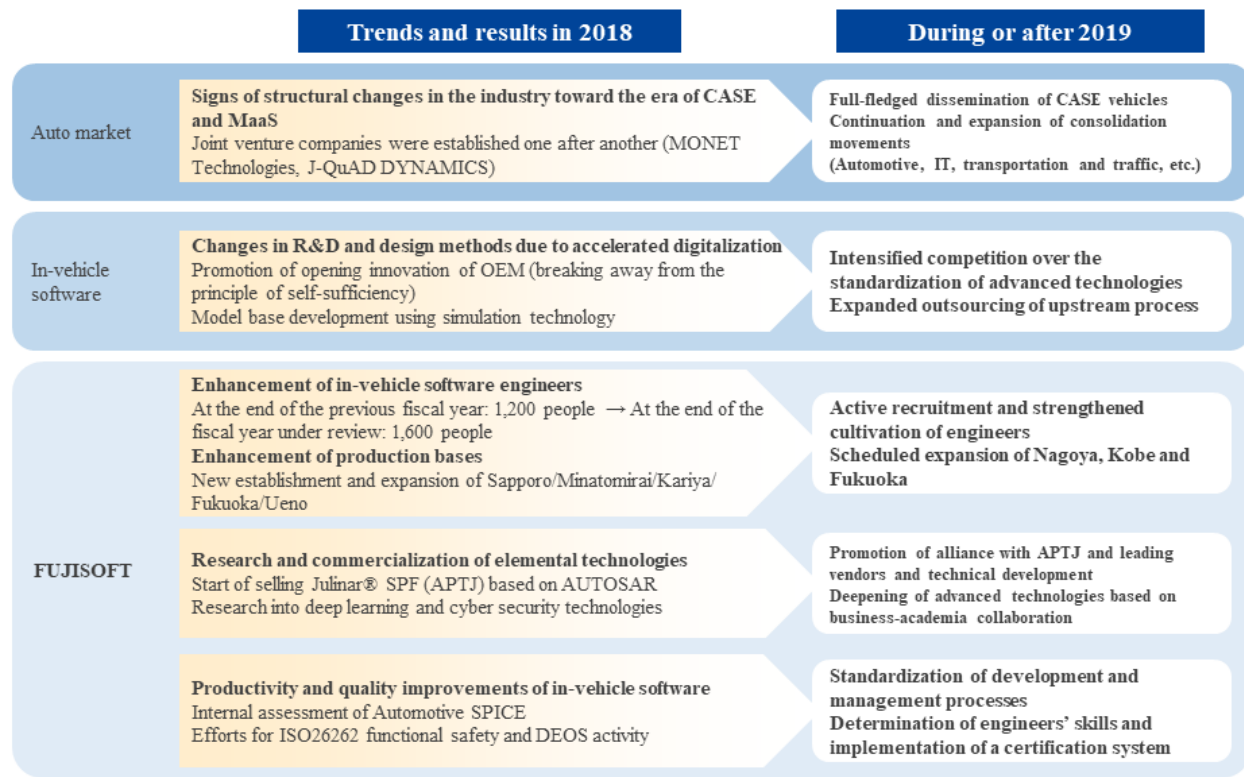 Trends and results in 2018
During or after 2019
Auto market
Signs of structural changes in the industry toward the era of CASE
and MaaS
Joint venture companies were established one after another (MONET
Technologies, J-QuAD DYNAMICS)
Full-fledged dissemination of CASE vehicles
Continuation and expansion of consolidation
movements
(Automotive, IT, transportation and traffic, etc.)
In-vehicle
software
Changes in R&D and design methods due to accelerated digitalization
Promotion of opening innovation of OEM (breaking away from the
principle of self-sufficiency)
Model base development using simulation technology
Intensified competition over the
standardization of advanced technologies
Expanded outsourcing of upstream process
FUJISOFT
Enhancement of in-vehicle software engineers
At the end of the previous fiscal year: 1,200 people → At the end of the
fiscal year under review: 1,600 people
Enhancement of production bases
New establishment and expansion of Sapporo/Minatomirai/Kariya/
Fukuoka/Ueno
Active recruitment and strengthened
cultivation of engineers
Scheduled expansion of Nagoya, Kobe and
Fukuoka
Research and commercialization of elemental technologies
Start of selling Julinar® SPF (APTJ) based on AUTOSAR
Research into deep learning and cyber security technologies
Promotion of alliance with APTJ and leading
vendors and technical development
Deepening of advanced technologies based on
business-academia collaboration
Productivity and quality improvements of in-vehicle software
Internal assessment of Automotive SPICE
Efforts for ISO26262 functional safety and DEOS activity
Standardization of development and
management processes
Determination of engineers’ skills and
implementation of a certification system